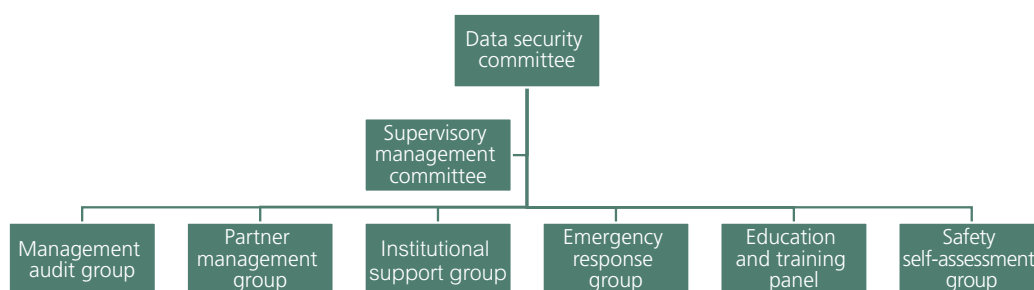 Data security
committee
Supervisory
management
committee
Management
audit group
Partner
management
group
Institutional
support group
Emergency
response
group
Education
and training
panel
Safety
self-assessment
group